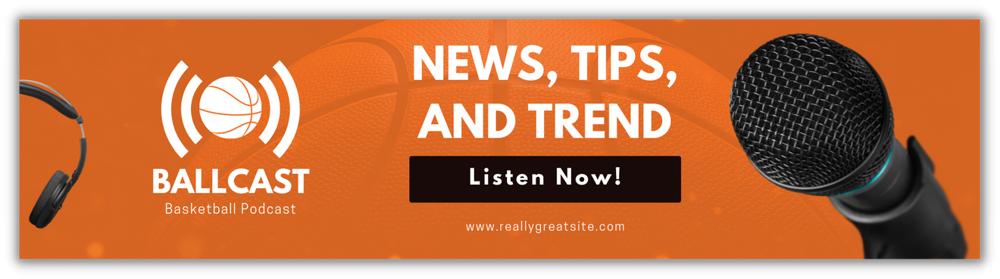 BALLCAST
Basketball Podcast
NEWS, TIPS,
AND TREND
Listen Now!
www.reallygreatsite.com